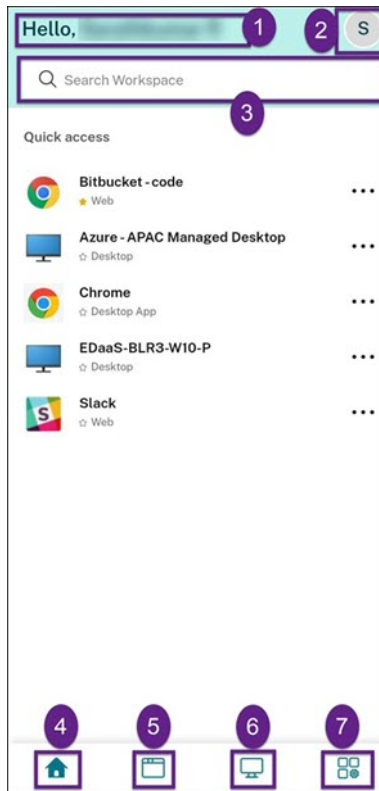 Hello,
1
2
S
Search Workspace
3
Quick access
Bitbucket - code
Web
Azure - APAC Managed Desktop
Desktop
Chrome
Desktop App
EDaaS-BLR3-W10-P
Desktop
S
Slack
Web
4
5
6
7